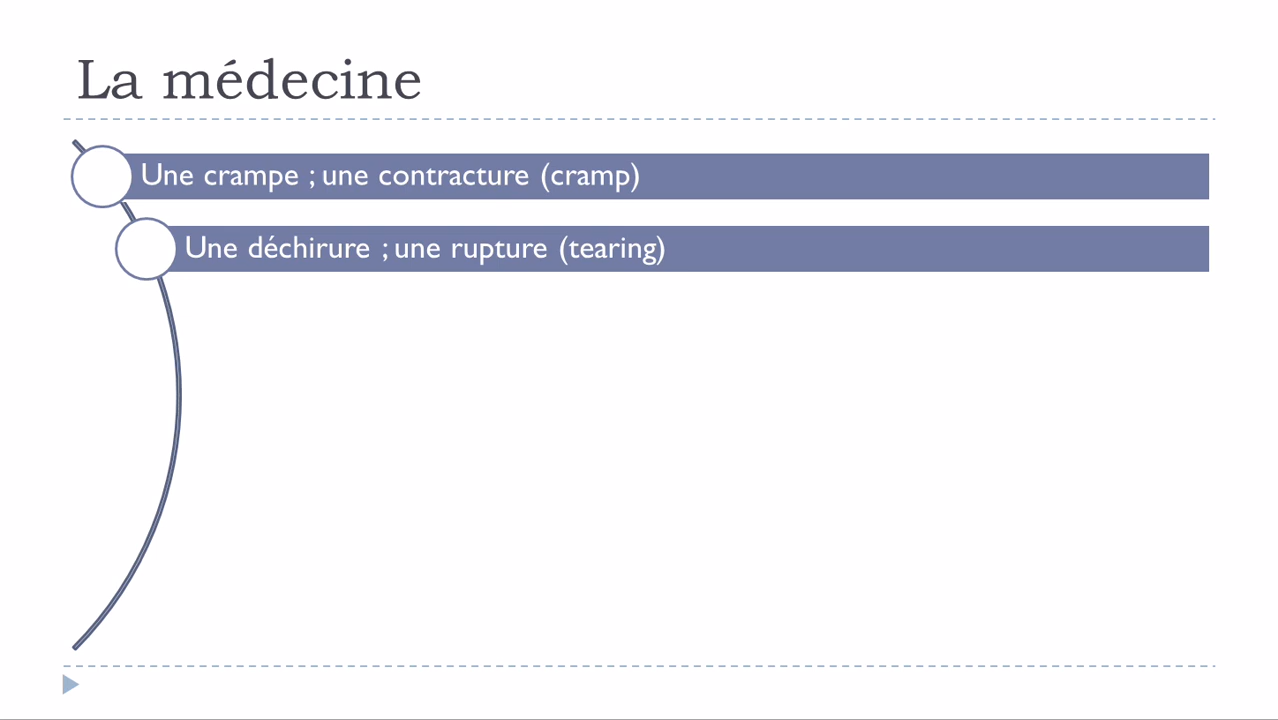 La médecine
Une crampe ; une contracture (cramp)
Une déchirure ; une rupture (tearing)